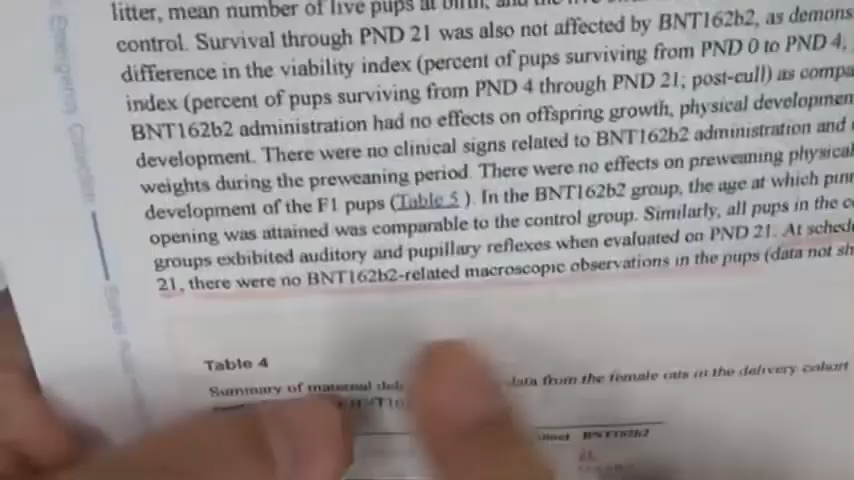 litter, mean number of live pups at birth, and the live
control. Survival through PND 21 was also not affected by BNT162b2, as demons
difference in the viability index (percent of pups surviving from PND 0 to PND 4,
index (percent of pups surviving from PND 4 through PND 21; post-cull) as compa
BNT162b2 administration had no effects on offspring growth, physical developmen
development. There were no clinical signs related to BNT162b2 administration and
weights during the preweaning period. There were no effects on preweaning physical
development of the F1 pups (Table 5 ). In the BNT162b2 group, the age at which pinn
opening was attained was comparable to the control group. Similarly, all pups in the co
groups exhibited auditory and pupillary reflexes when evaluated on PND 21. At sched
21, there were no BNT162b2-related macroscopic observations in the pups (data not sh
Table 4
Summary of maternal data from the female rats in the delivery cohort
BNT162b2